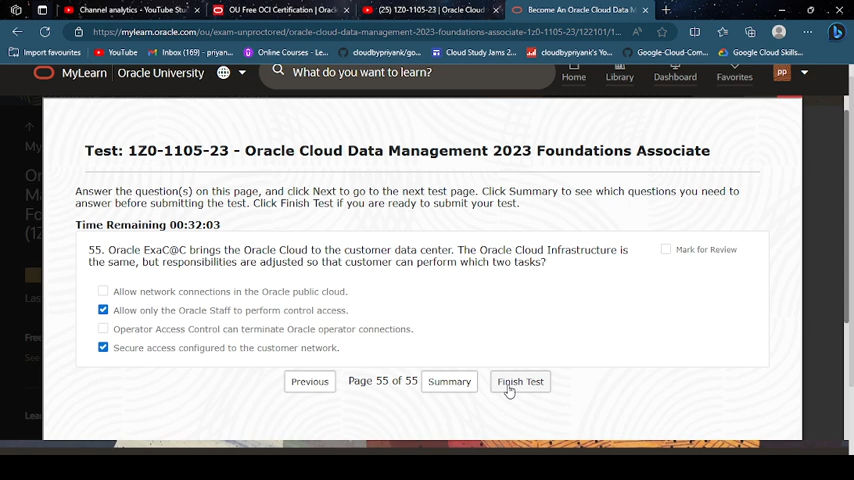 Channel analytics - YouTube Stu
OU Free OCI Certification | Orac
(25) 1Z0-1105-23 | Oracle Cloud
Become An Oracle Cloud Data M
https://mylearn.oracle.com/ou/exam-unproctored/oracle-cloud-data-management-2023-foundations-associate-1z0-1105-23/122101/1...
Import favourites
YouTube
Inbox (169) - priyan...
Online Courses - Le...
cloudbypriyank/go...
Cloud Study Jams 2...
cloudbypriyank's Yo...
Google-Cloud-Com...
Google Cloud Skills...
MyLearn
Oracle University
What do you want to learn?
Home
Library
Dashboard
Favorites
PP
Test: 1Z0-1105-23 - Oracle Cloud Data Management 2023 Foundations Associate
Answer the question(s) on this page, and click Next to go to the next test page. Click Summary to see which questions you need to
answer before submitting the test. Click Finish Test if you are ready to submit your test.
Time Remaining 00:32:03
55. Oracle ExaC@C brings the Oracle Cloud to the customer data center. The Oracle Cloud Infrastructure is
the same, but responsibilities are adjusted so that customer can perform which two tasks?
Mark for Review
Allow network connections in the Oracle public cloud.
Allow only the Oracle Staff to perform control access.
Operator Access Control can terminate Oracle operator connections.
Secure access configured to the customer network.
Previous
Page 55 of 55
Summary
Finish Test